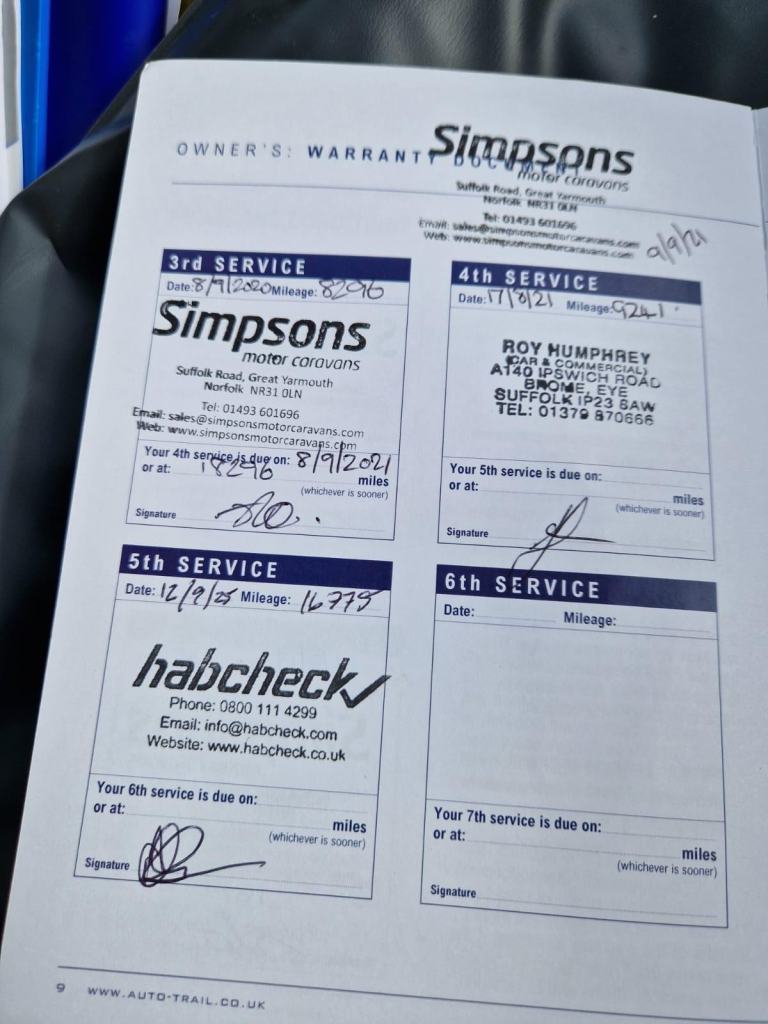 OWNER'S: WARRANTY DOCUMENT
Simpsons
motor caravans
Suffolk Road, Great Yarmouth
Norfolk NR31 0LN
Tel: 01493 601696
Email: sales@simpsonsmotorcaravans.com
Web: www.simpsonsmotorcaravans.com
9/9/21
3rd SERVICE
Date: 8/9/2020 Mileage: 8296
Simpsons
motor caravans
Suffolk Road, Great Yarmouth
Norfolk NR31 0LN
Tel: 01493 601696
Email: sales@simpsonsmotorcaravans.com
Web: www.simpsonsmotorcaravans.com
Your 4th service is due on: 8/9/2021
or at: 18296 miles
(whichever is sooner)
Signature
4th SERVICE
Date: 17/8/21 Mileage: 9241
ROY HUMPHREY
(CAR & COMMERCIAL)
A140 IPSWICH ROAD
BROME, EYE
SUFFOLK IP23 8AW
TEL: 01379 870666
Your 5th service is due on:
or at: miles
(whichever is sooner)
Signature
5th SERVICE
Date: 12/9/25 Mileage: 16775
habcheck
Phone: 0800 111 4299
Email: info@habcheck.com
Website: www.habcheck.co.uk
Your 6th service is due on:
or at: miles
(whichever is sooner)
Signature
6th SERVICE
Date: Mileage:
Your 7th service is due on:
or at: miles
(whichever is sooner)
Signature
9 WWW.AUTO-TRAIL.CO.UK